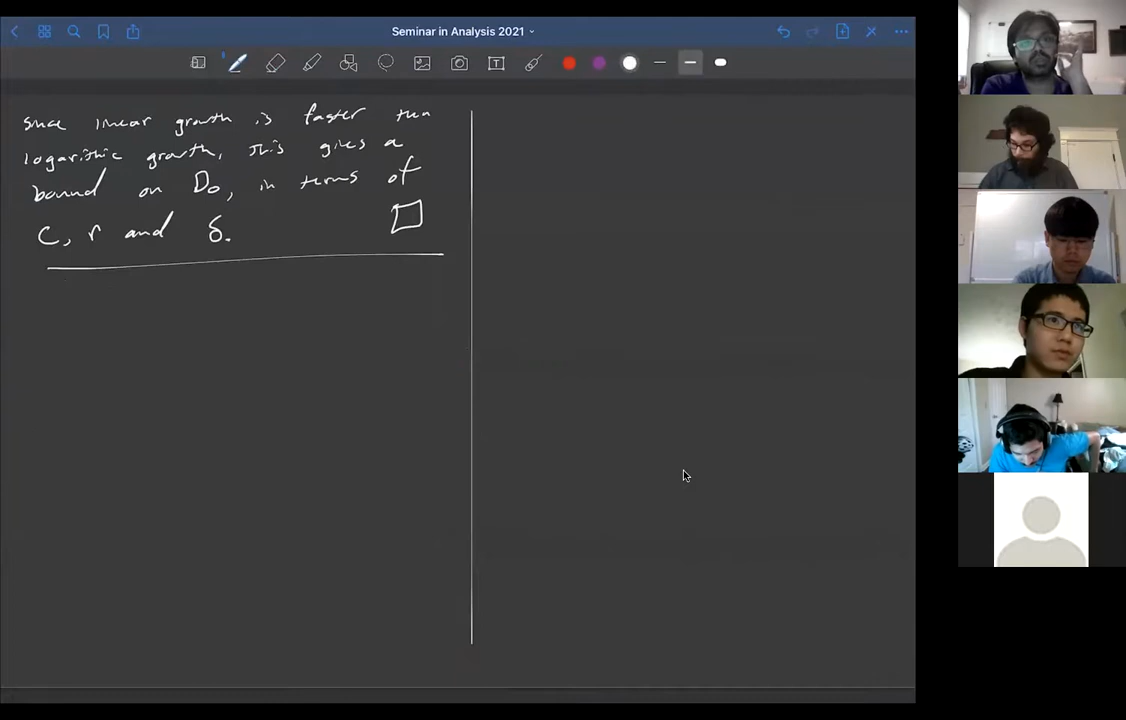 Seminar in Analysis 2021
since linear growth is faster than
logarithic growth, this gives a
bound on D₀, in terms of
C, r and δ.